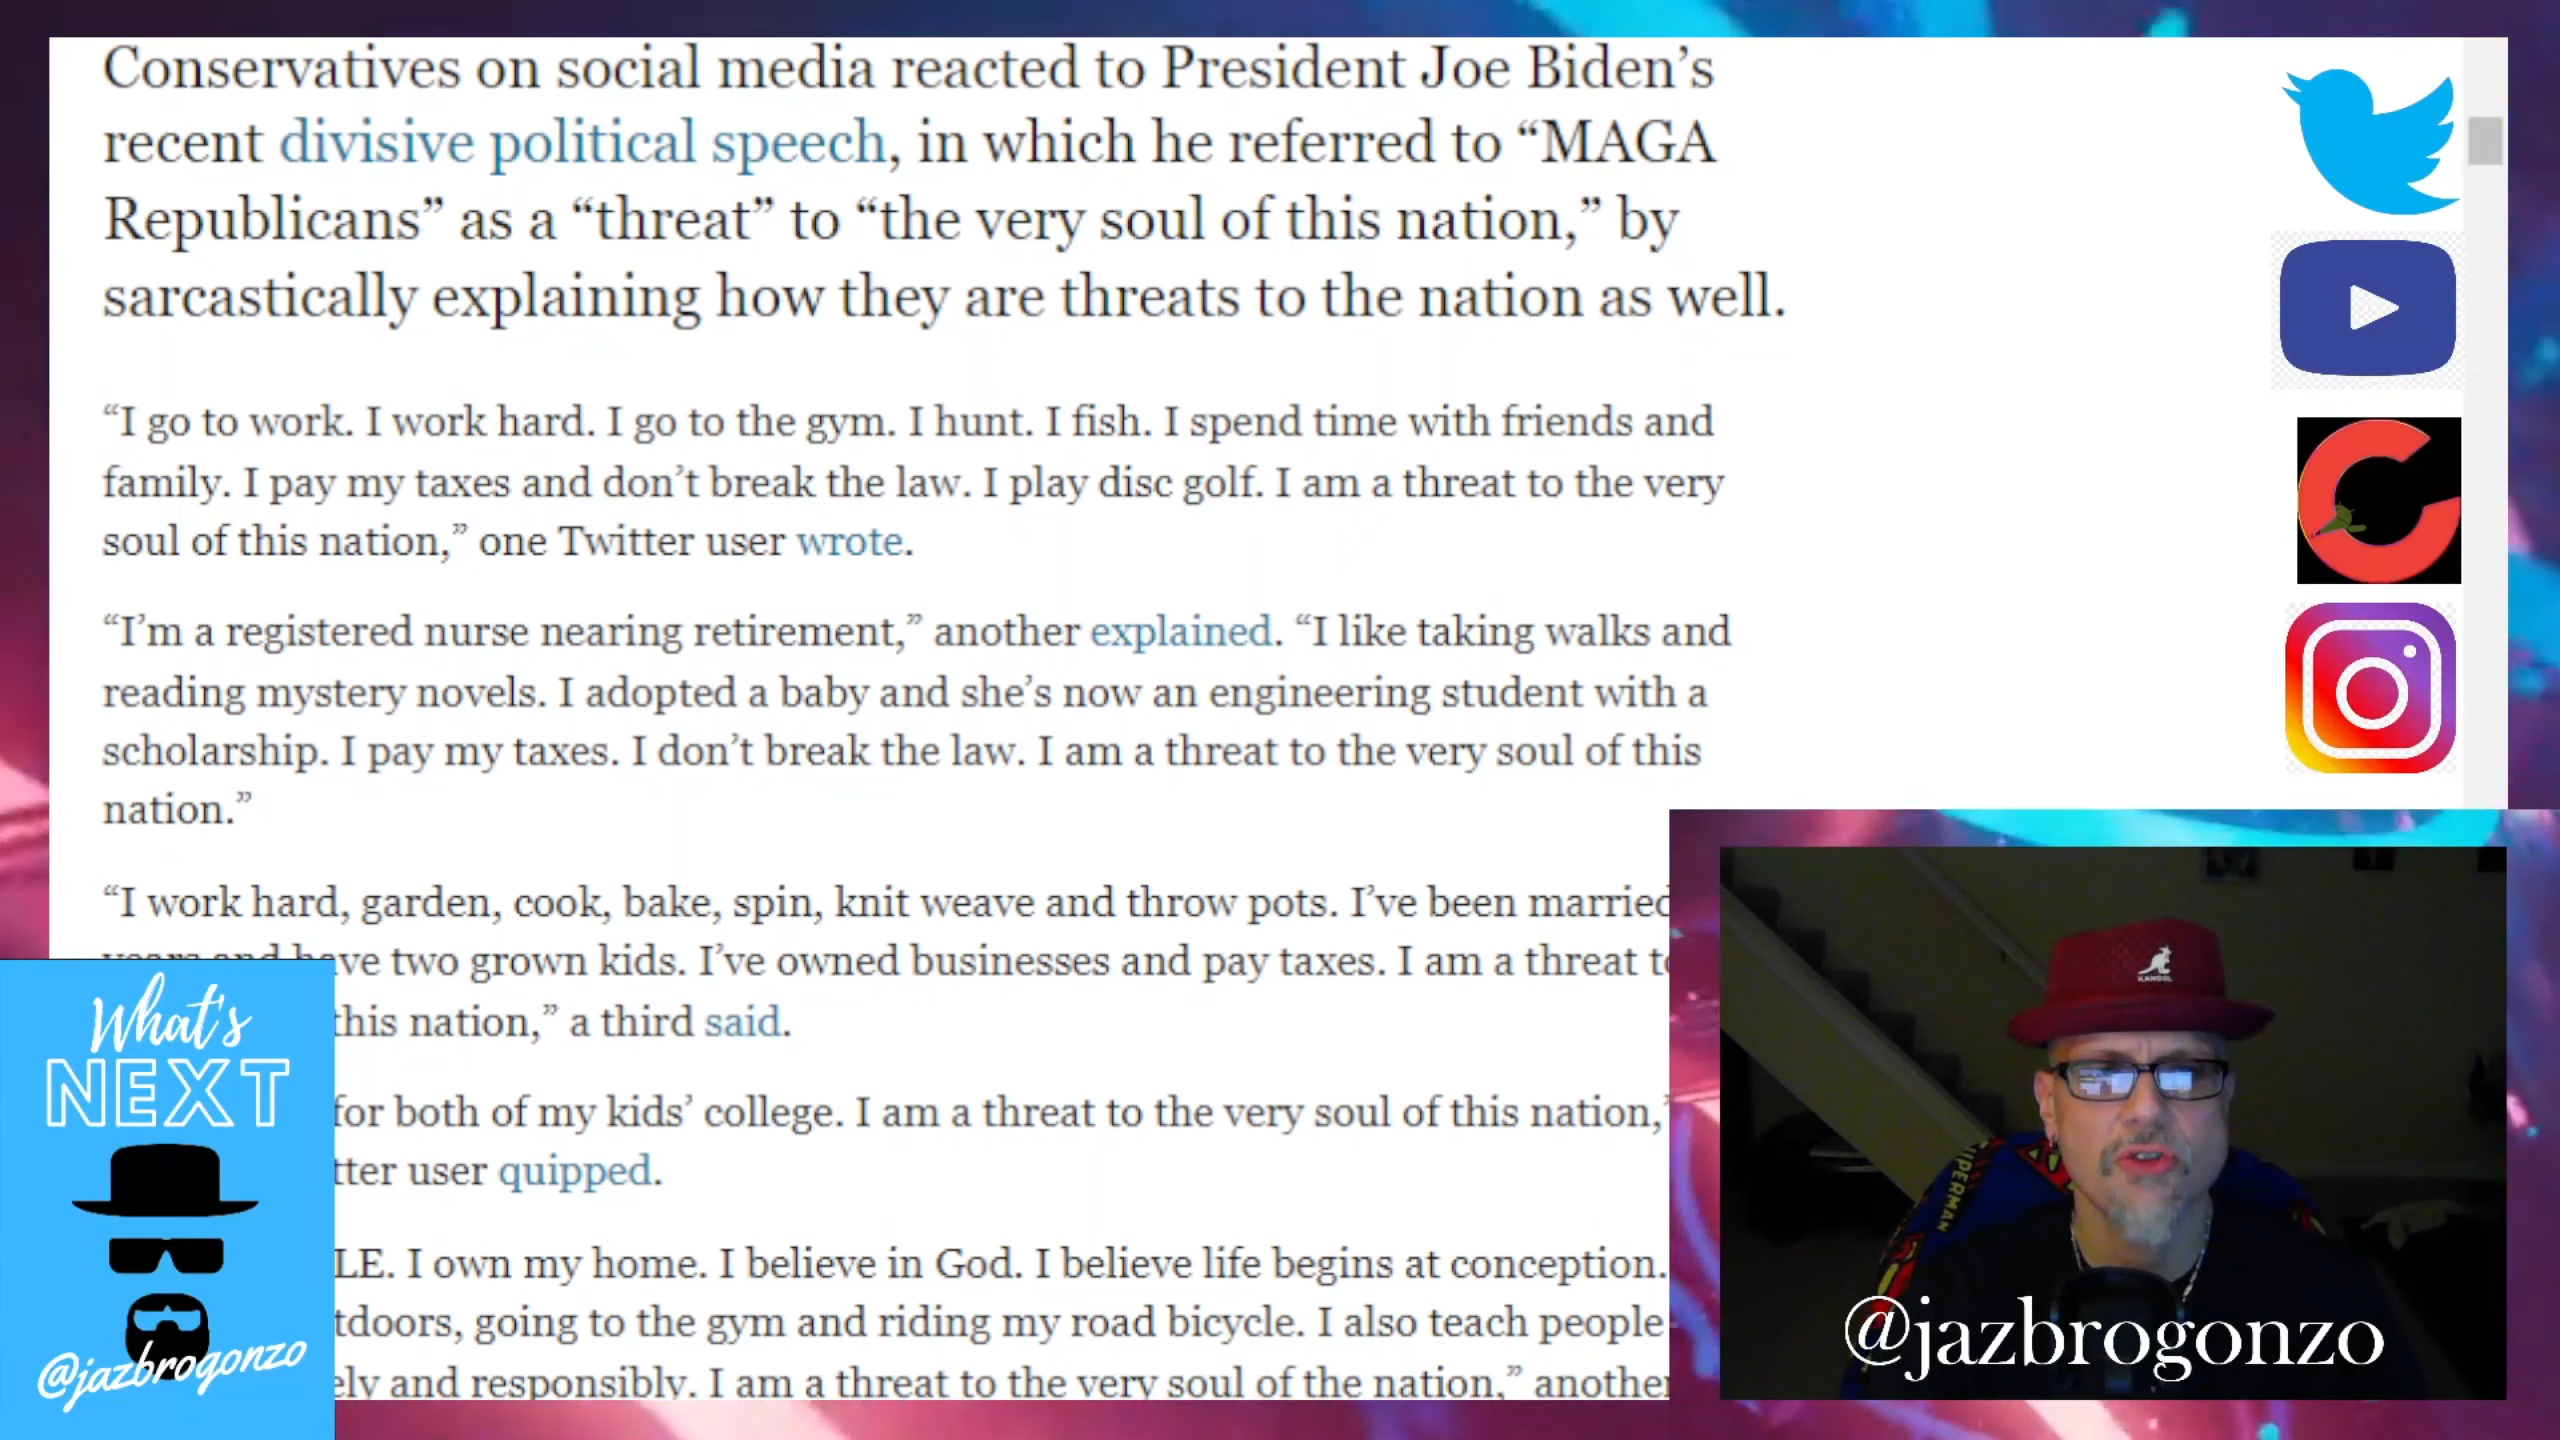 Conservatives on social media reacted to President Joe Biden’s
recent divisive political speech, in which he referred to “MAGA
Republicans” as a “threat” to “the very soul of this nation,” by
sarcastically explaining how they are threats to the nation as well.
“I go to work. I work hard. I go to the gym. I hunt. I fish. I spend time with friends and
family. I pay my taxes and don’t break the law. I play disc golf. I am a threat to the very
soul of this nation,” one Twitter user wrote.
“I’m a registered nurse nearing retirement,” another explained. “I like taking walks and
reading mystery novels. I adopted a baby and she’s now an engineering student with a
scholarship. I pay my taxes. I don’t break the law. I am a threat to the very soul of this
nation.”
“I work hard, garden, cook, bake, spin, knit weave and throw pots. I’ve been married
years and have two grown kids. I’ve owned businesses and pay taxes. I am a threat to
this nation,” a third said.
for both of my kids’ college. I am a threat to the very soul of this nation,”
tter user quipped.
LE. I own my home. I believe in God. I believe life begins at conception.
tdoors, going to the gym and riding my road bicycle. I also teach people
ely and responsibly. I am a threat to the very soul of the nation,” another
What's
NEXT
@jazbrogonzo
KANGOL
SUPERMAN
@jazbrogonzo